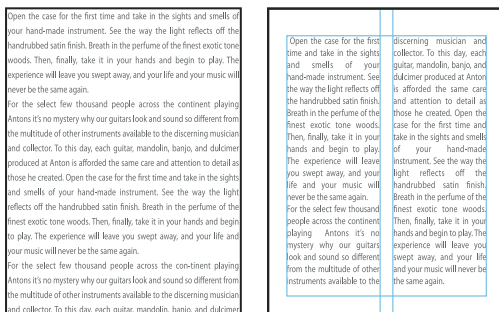 Open the case for the first time and take in the sights and smells of
your hand-made instrument. See the way the light reflects off the
handrubbed satin finish. Breath in the perfume of the finest exotic tone
woods. Then, finally, take it in your hands and begin to play. The
experience will leave you swept away, and your life and your music will
never be the same again.
For the select few thousand people across the continent playing
Antons it's no mystery why our guitars look and sound so different from
the multitude of other instruments available to the discerning musician
and collector. To this day, each guitar, mandolin, banjo, and dulcimer
produced at Anton is afforded the same care and attention to detail as
those he created. Open the case for the first time and take in the sights
and smells of your hand-made instrument. See the way the light
reflects off the handrubbed satin finish. Breath in the perfume of the
finest exotic tone woods. Then, finally, take it in your hands and begin
to play. The experience will leave you swept away, and your life and
your music will never be the same again.
For the select few thousand people across the con-tinent playing
Antons it's no mystery why our guitars look and sound so different from
the multitude of other instruments available to the discerning musician
and collector. To this day, each guitar, mandolin, banjo, and dulcimer
Open the case for the first
time and take in the sights
and smells of your
hand-made instrument. See
the way the light reflects off
the handrubbed satin finish.
Breath in the perfume of the
finest exotic tone woods.
Then, finally, take it in your
hands and begin to play.
The experience will leave
you swept away, and your
life and your music will
never be the same again.
For the select few thousand
people across the continent
playing Antons it's no
mystery why our guitars
look and sound so different
from the multitude of other
instruments available to the
discerning musician and
collector. To this day, each
guitar, mandolin, banjo, and
dulcimer produced at Anton
is afforded the same care
and attention to detail as
those he created. Open the
case for the first time and
take in the sights and smells
of your hand-made
instrument. See the way the
light reflects off the
handrubbed satin finish.
Breath in the perfume of the
finest exotic tone woods.
Then, finally, take it in your
hands and begin to play. The
experience will leave you
swept away, and your life
and your music will never be
the same again.